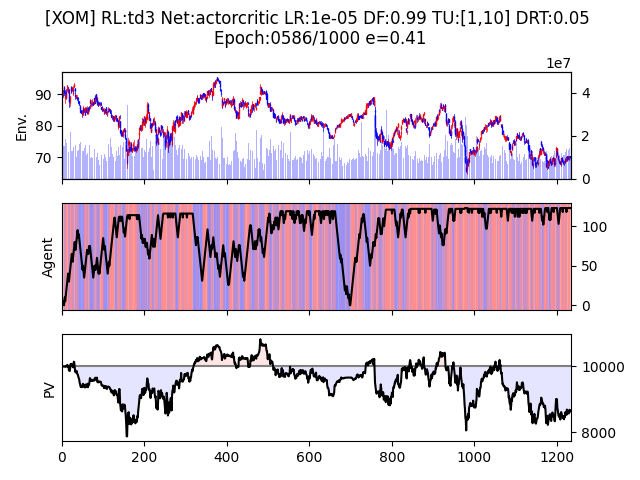 [XOM] RL:td3 Net:actorcritic LR:1e-05 DF:0.99 TU:[1,10] DRT:0.05
Epoch:0586/1000 e=0.41
1e7
Env.
90
80
70
4
2
0
Agent
100
50
0
PV
10000
8000
0 200 400 600 800 1000 1200